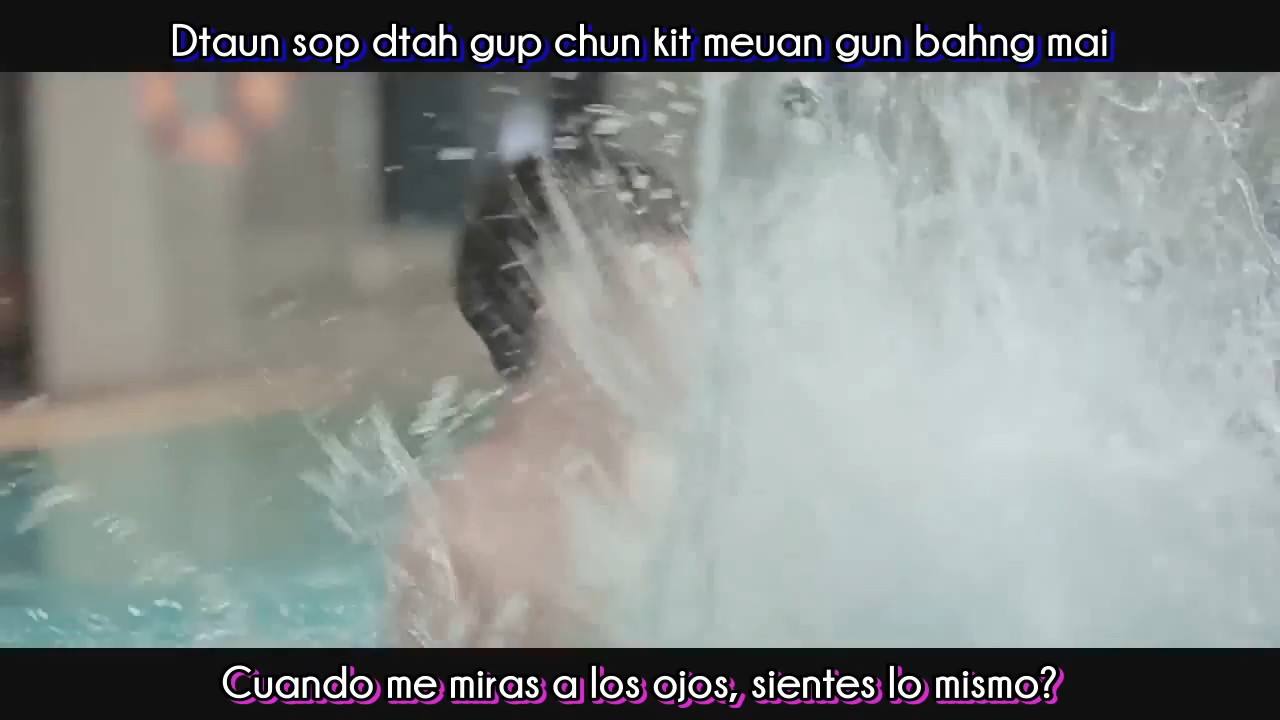 Dtaun sop dtah gup chun kit meuan gun bahng mai
Cuando me miras a los ojos, sientes lo mismo?